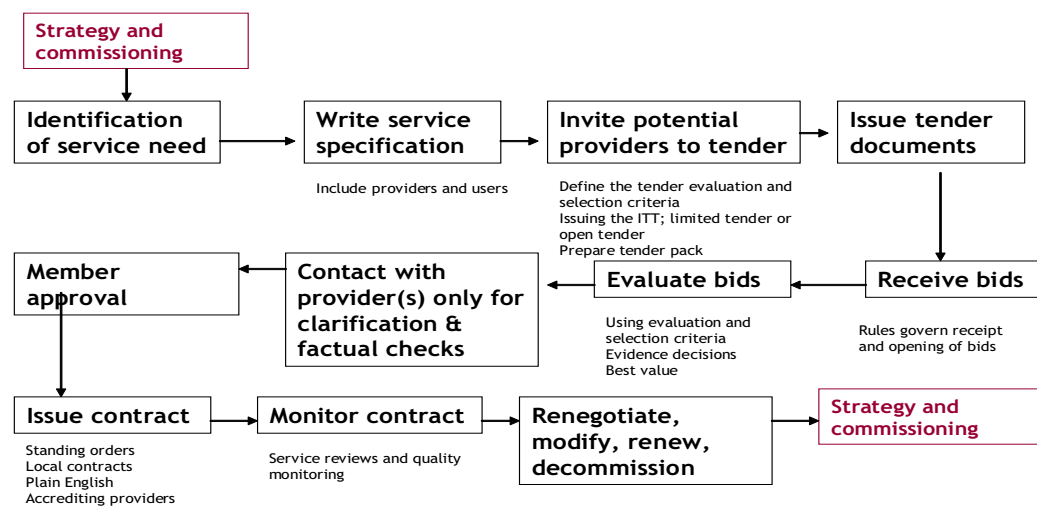 Strategy and
commissioning
Identification
of service need
Write service
specification
Include providers and users
Invite potential
providers to tender
Define the tender evaluation and
selection criteria
Issuing the ITT; limited tender or
open tender
Prepare tender pack
Issue tender
documents
Receive bids
Rules govern receipt
and opening of bids
Evaluate bids
Using evaluation and
selection criteria
Evidence decisions
Best value
Contact with
provider(s) only for
clarification &
factual checks
Member
approval
Issue contract
Standing orders
Local contracts
Plain English
Accrediting providers
Monitor contract
Service reviews and quality
monitoring
Renegotiate,
modify, renew,
decommission
Strategy and
commissioning